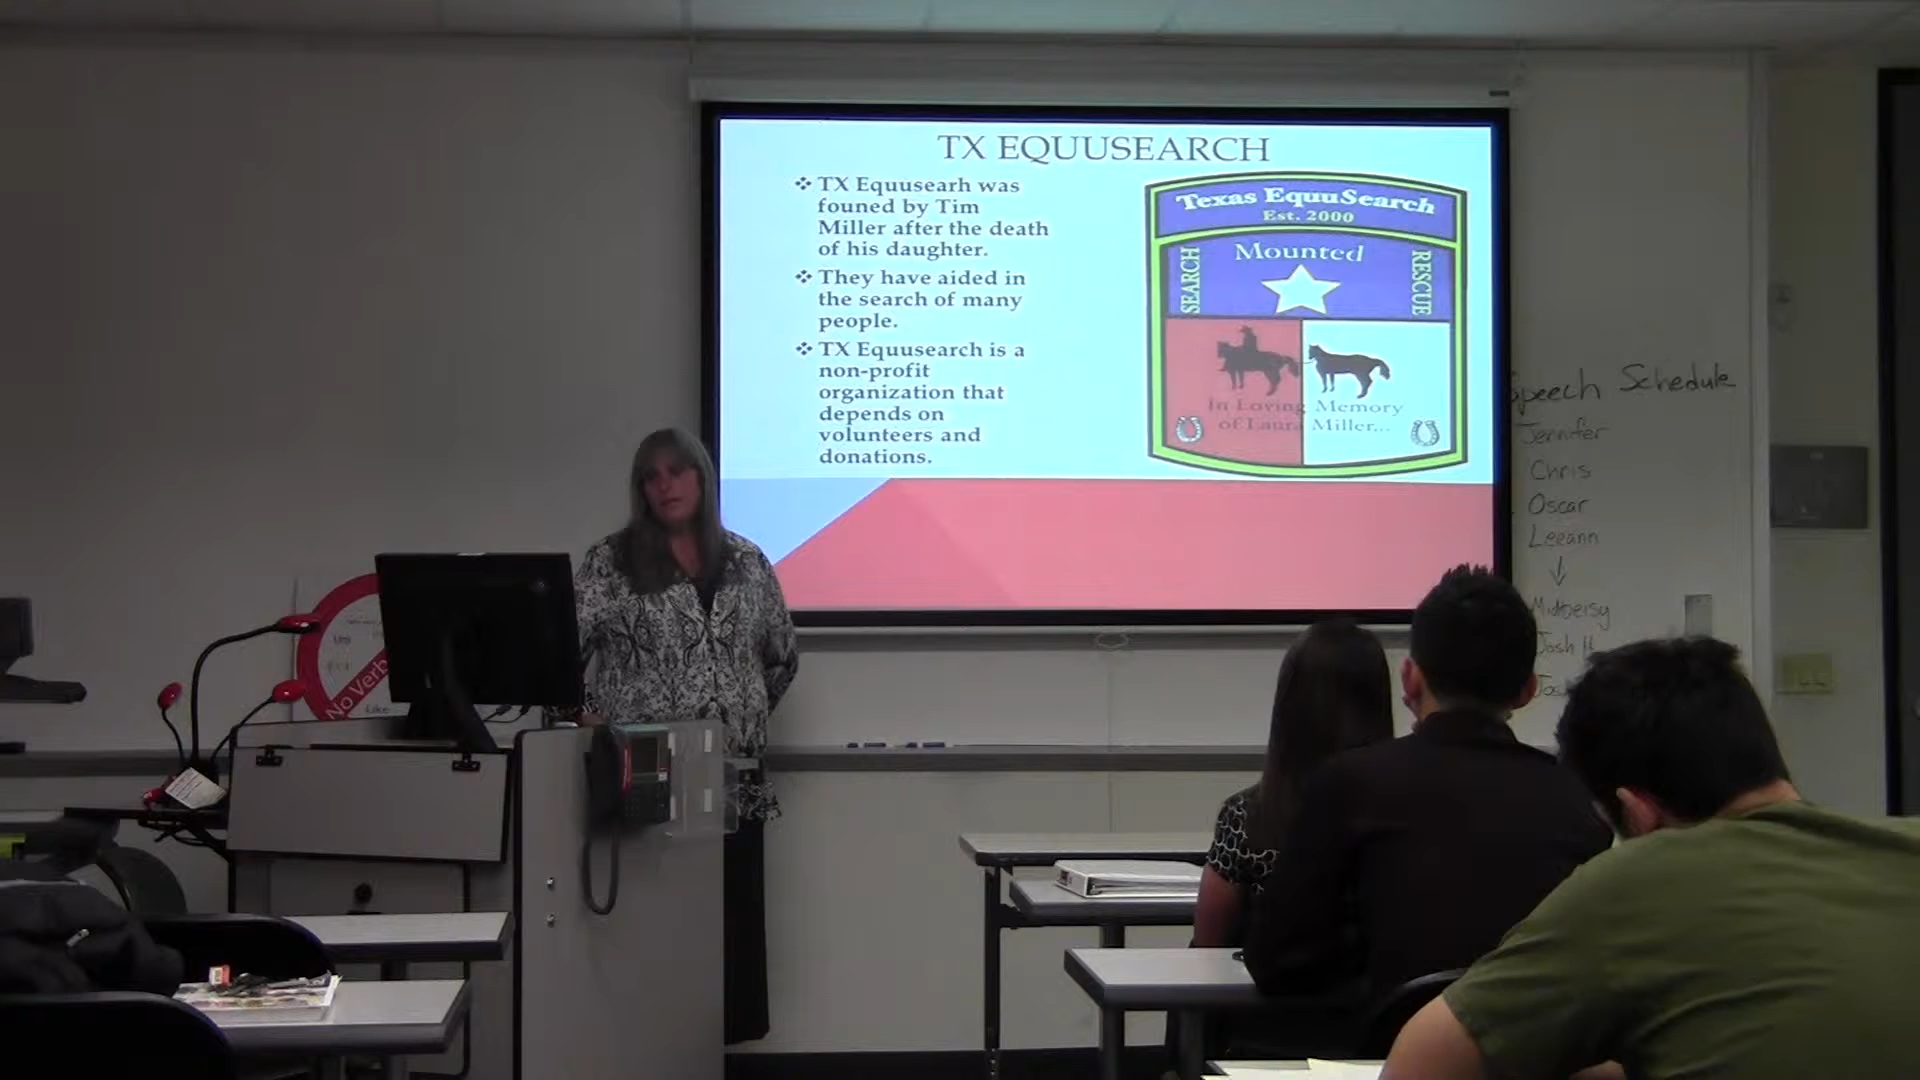 TX EQUUSEARCH
❖ TX Equusearh was
founed by Tim
Miller after the death
of his daughter.
❖ They have aided in
the search of many
people.
❖ TX Equusearch is a
non-profit
organization that
depends on
volunteers and
donations.
Texas EquuSearch
Est. 2000
SEARCH
Mounted
RESCUE
In Loving Memory
of Laura Miller...
Speech Schedule
Jennifer
Chris
Oscar
Leeann
Josh H
No Verb
Um
Like